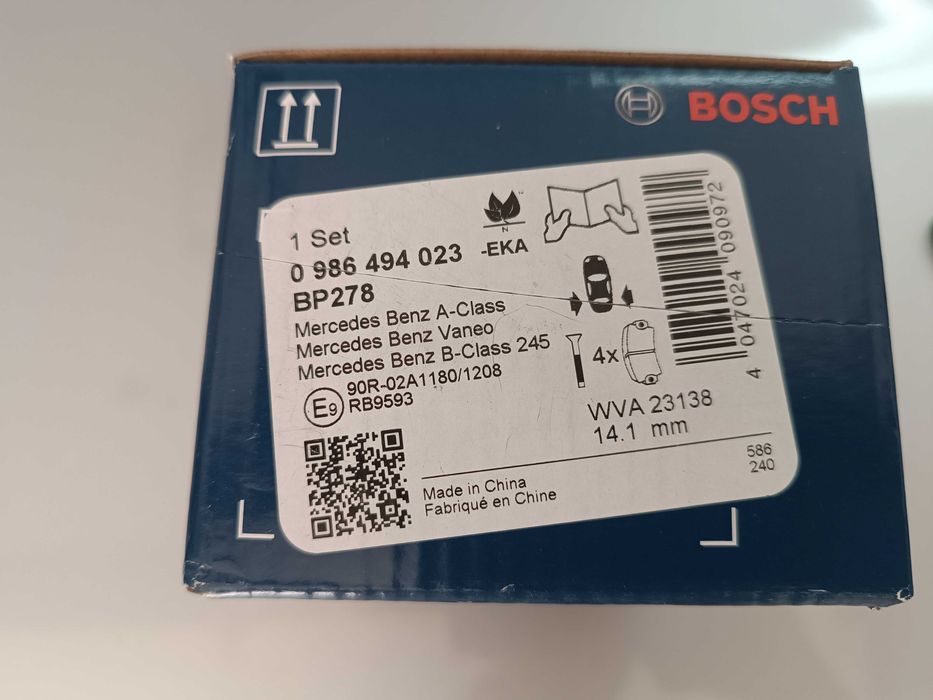 BOSCH
1 Set
0 986 494 023 -EKA
BP278
Mercedes Benz A-Class
Mercedes Benz Vaneo
Mercedes Benz B-Class 245
E9 90R-02A1180/1208
RB9593
N
TM
4x
WVA 23138
14.1 mm
586
240
Made in China
Fabriqué en Chine
4 047024 090972